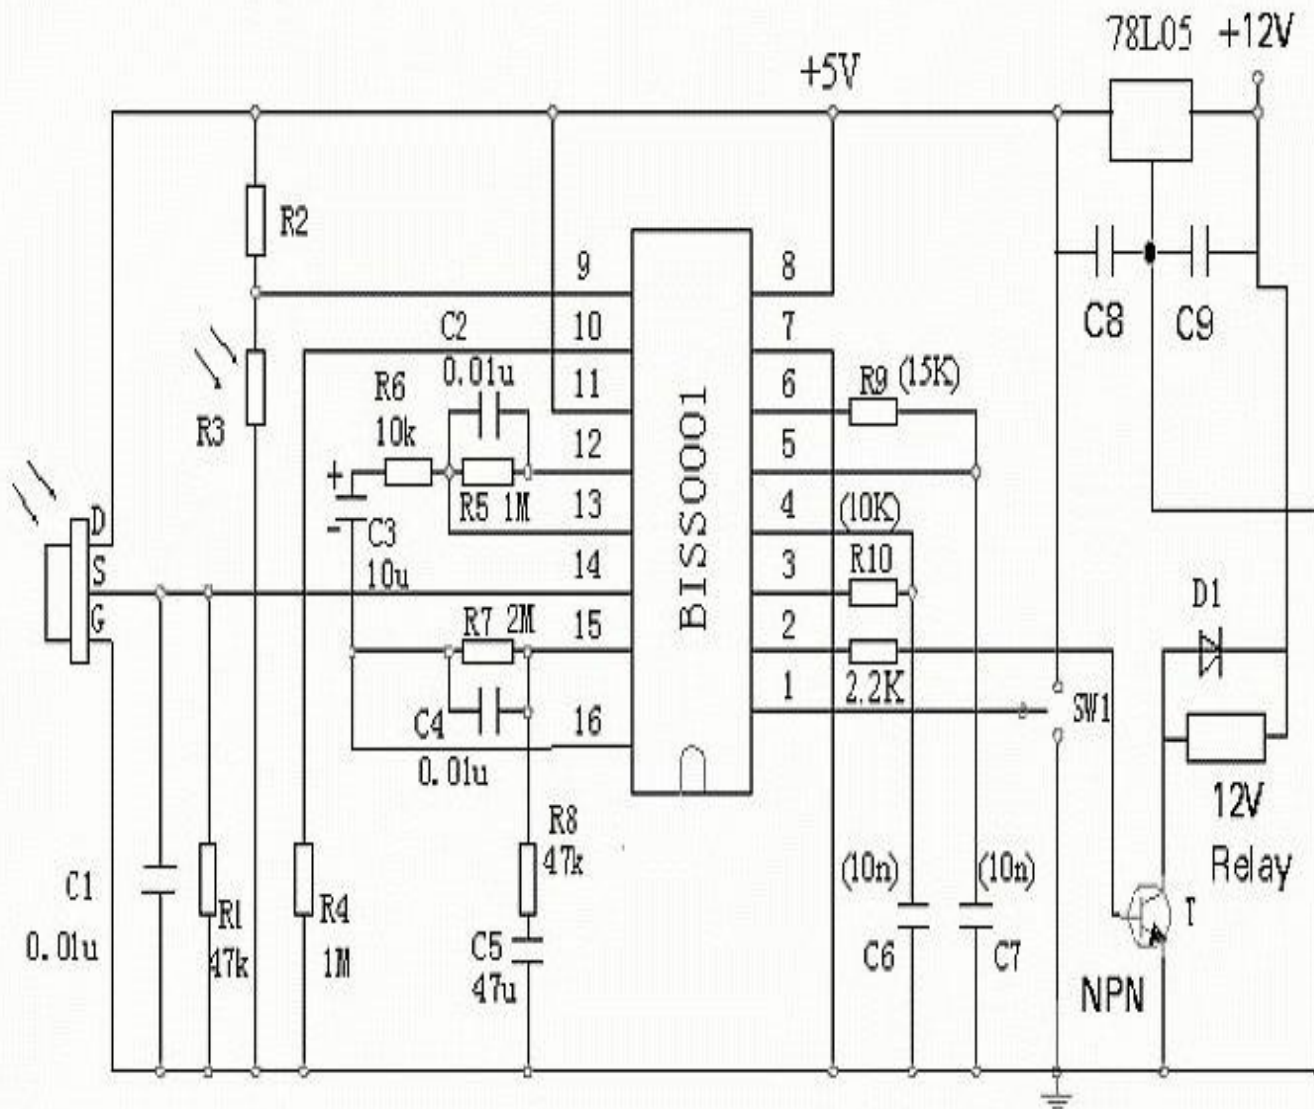 78L05 +12V
+5V
R2
9
8
10
7
C2
0.01u
C8
C9
R6
10k
11
6
R9 (15K)
R3
12
5
+
R5 1M
13
4
(10K)
-
C3
10u
14
3
R10
D
S
G
BISS0001
R7 2M
15
2
D1
2.2K
C4
0.01u
16
1
SW1
12V
Relay
R8
47k
(10n)
(10n)
C1
0.01u
R1
47k
R4
1M
C5
47u
C6
C7
T
NPN